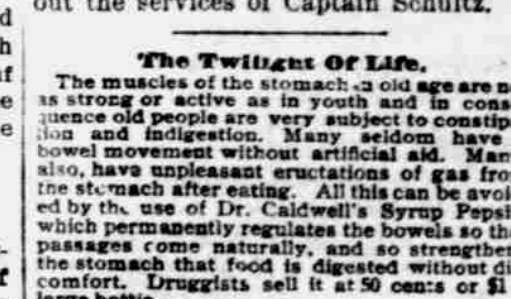 out the services of Captain Schultz.
The Twilight Of Life.
The muscles of the stomach in old age are
as strong or active as in youth and in cons
quence old people are very subject to constip
tion and indigestion. Many seldom have
bowel movement without artificial aid. Man
also, have unpleasant eructations of gas fro
the stomach after eating. All this can be avoi
ed by the use of Dr. Caldwell's Syrup Pepsi
which permanently regulates the bowels so th
passages come naturally, and so strengthen
the stomach that food is digested without di
comfort. Druggists sell it at 50 cents or $1
large bottle